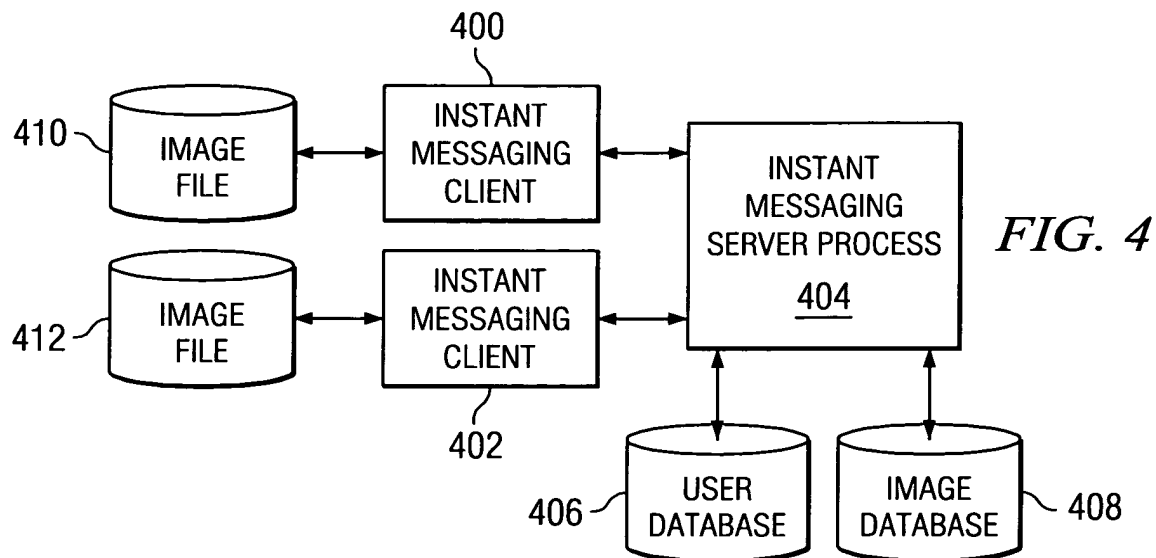 400
410
IMAGE
FILE
INSTANT
MESSAGING
CLIENT
INSTANT
MESSAGING
SERVER PROCESS
404
FIG. 4
412
IMAGE
FILE
INSTANT
MESSAGING
CLIENT
402
406
USER
DATABASE
IMAGE
DATABASE
408